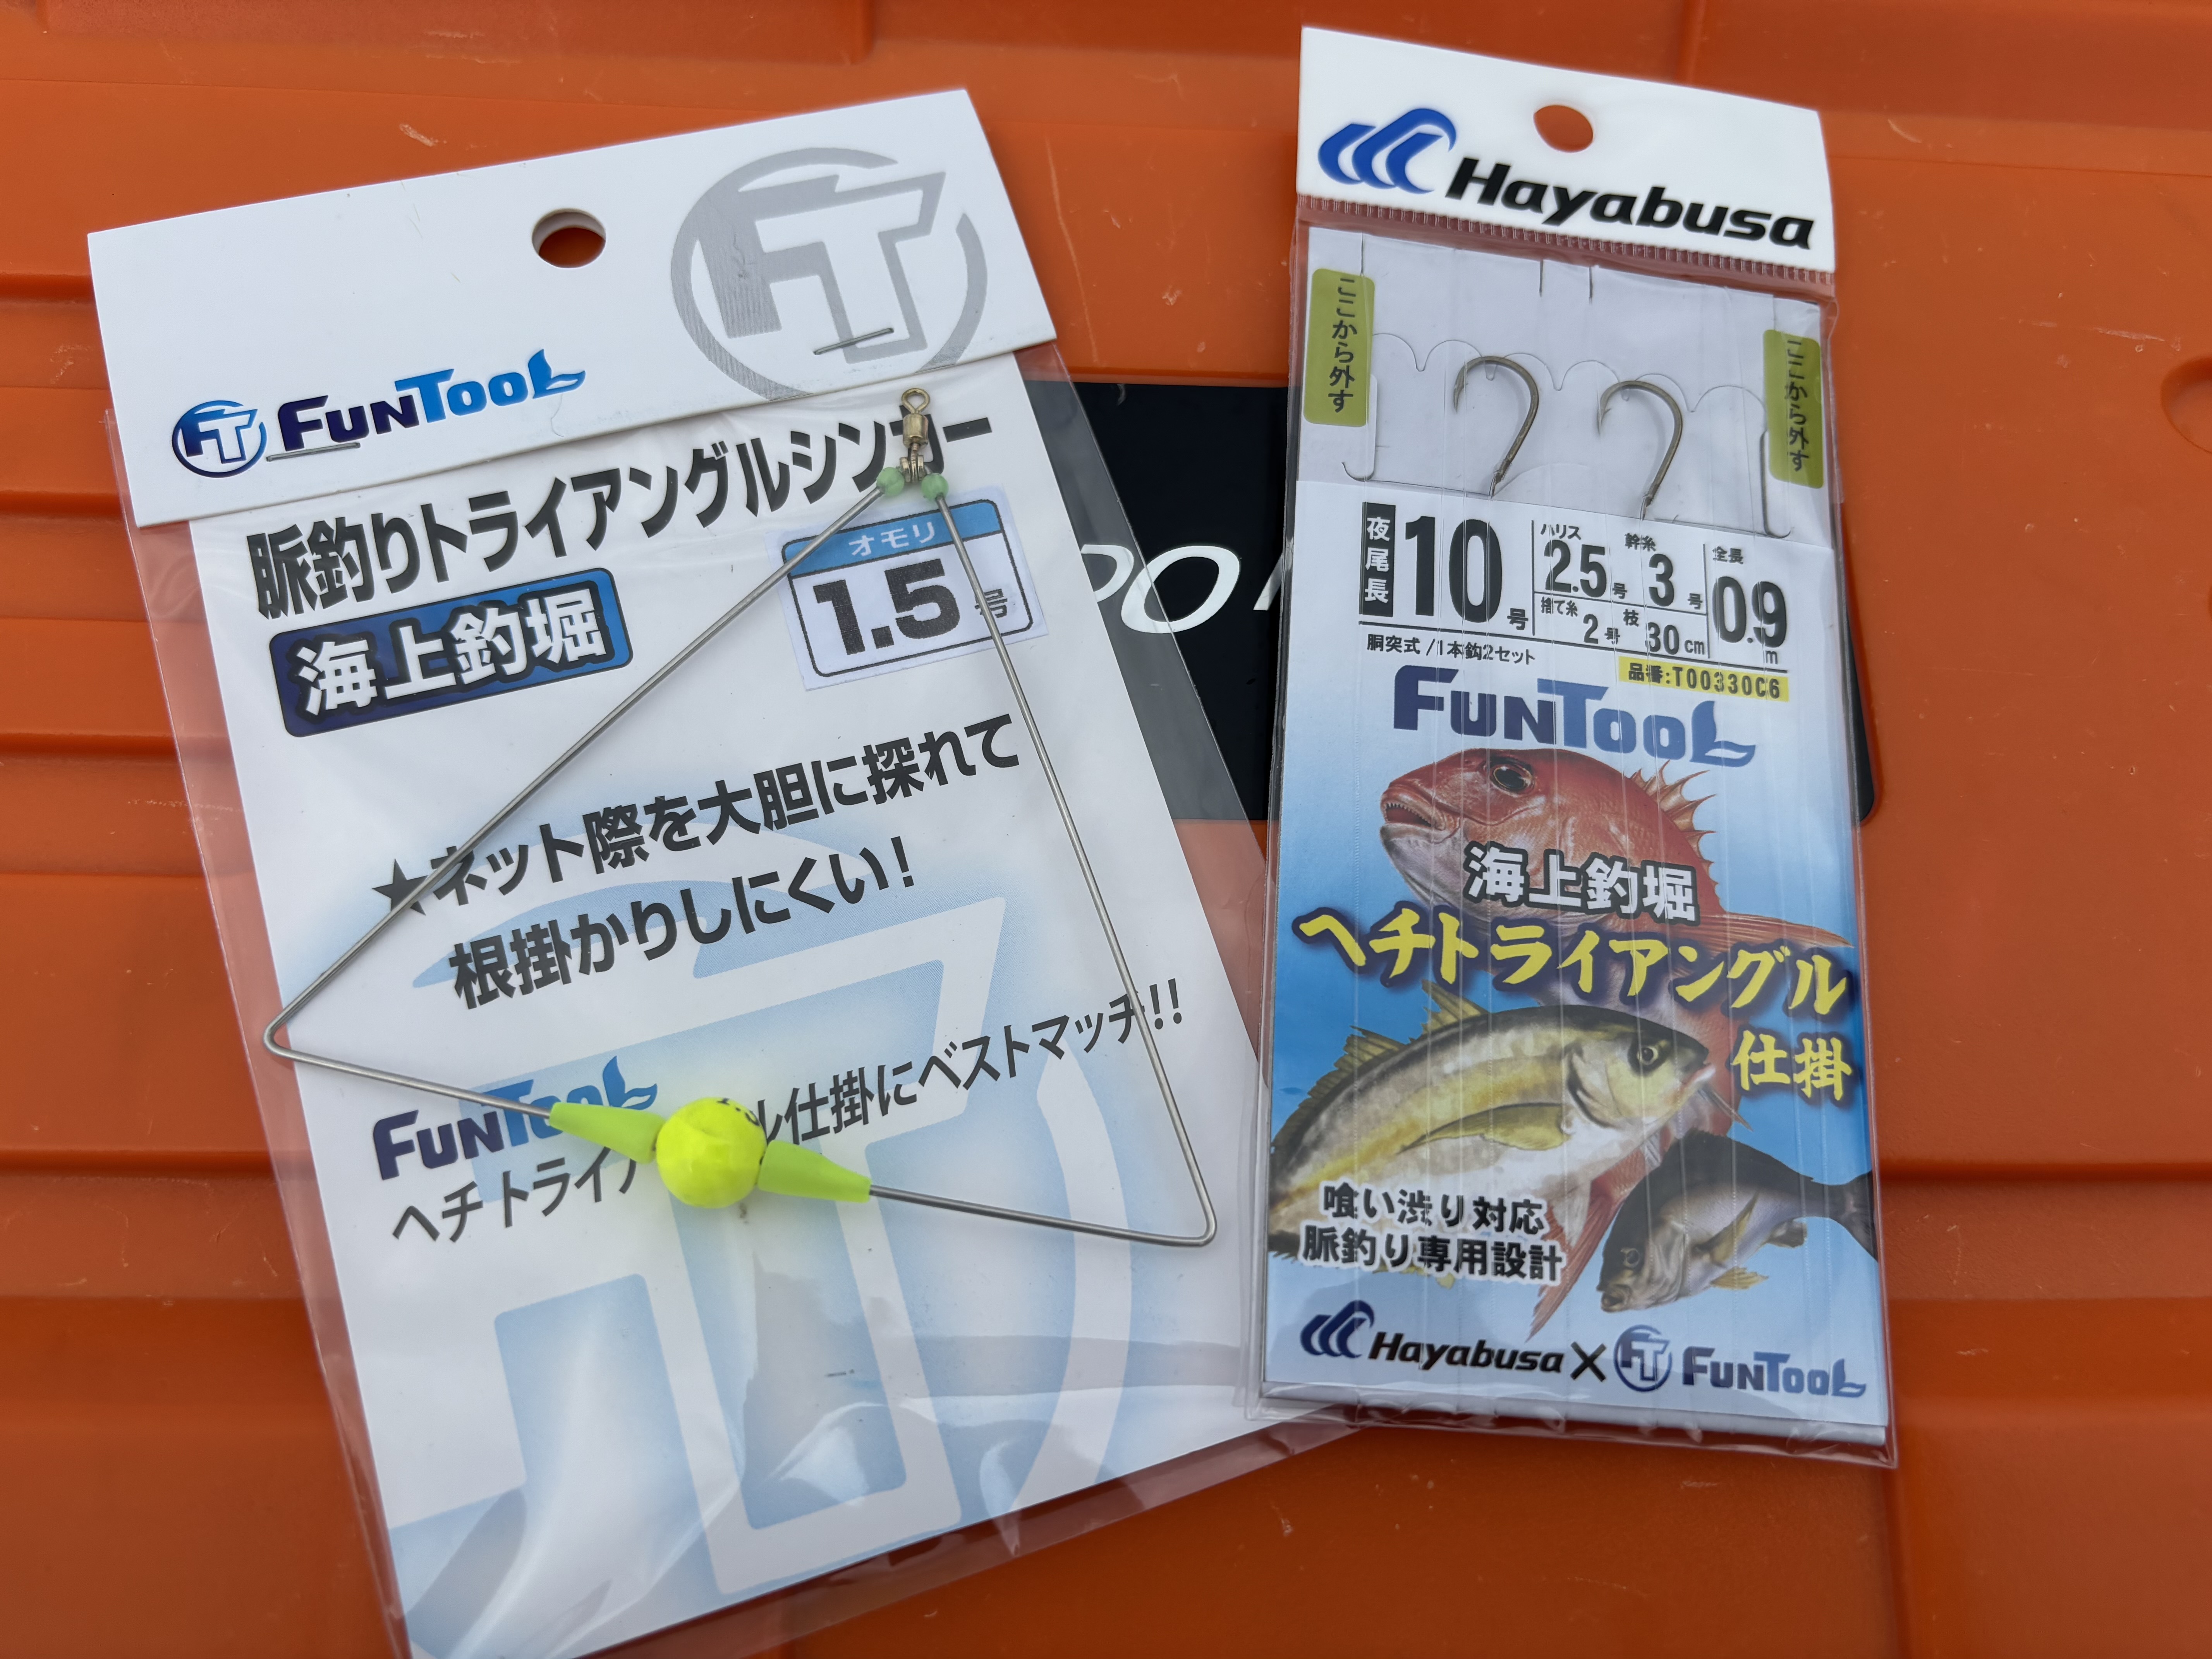 FT FUNTOOL
脈釣りトライアングルシンカー
海上釣堀
オモリ
1.5号
★ネット際を大胆に探れて
根掛かりしにくい!
FUNTOOL
ヘチトライア ル仕掛にベストマッチ!!
Hayabusa
ここから外す
ここから外す
夜尾長 10号 ハリス 2.5号 幹糸 3号 全長 0.9m
捨て糸 2号 枝 30cm
胴突式/1本鈎2セット
品番:T00330C6
FUNTOOL
海上釣堀
ヘチトライアングル
仕掛
喰い渋り対応
脈釣り専用設計
Hayabusa×FT FUNTOOL